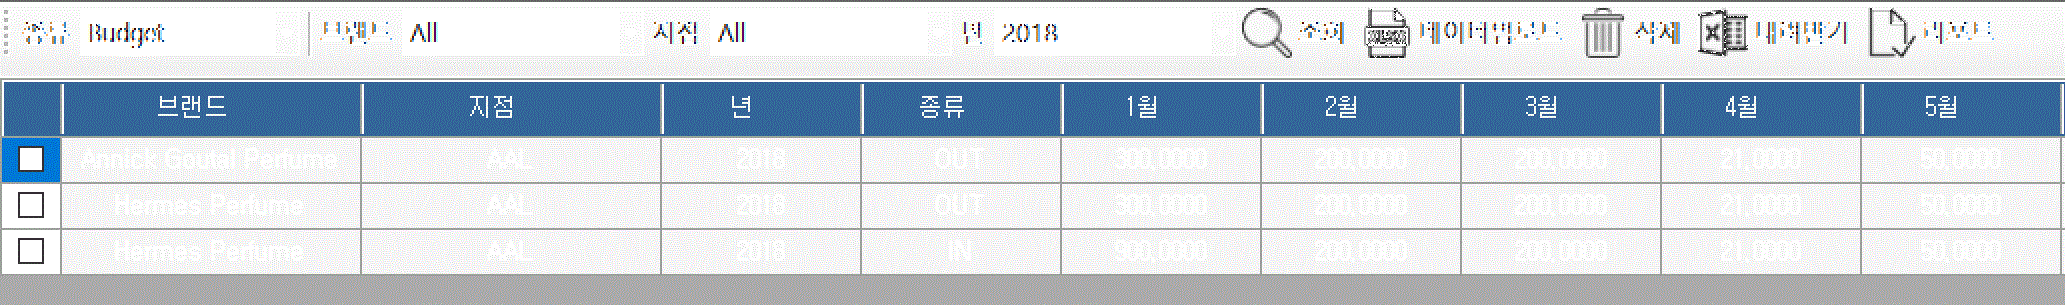 종류 Budget 브랜드 All 지점 All 년 2018 조회 데이터업로드 삭제 내려받기 리포트
브랜드 지점 년 종류 1월 2월 3월 4월 5월
Annick Goutal Perfume AAL 2018 OUT 300.0000 200.0000 200.0000 21.0000 50.0000
Hermes Perfume AAL 2018 OUT 300.0000 200.0000 200.0000 21.0000 50.0000
Hermes Perfume AAL 2018 IN 200.0000 200.0000 21.0000 50.0000